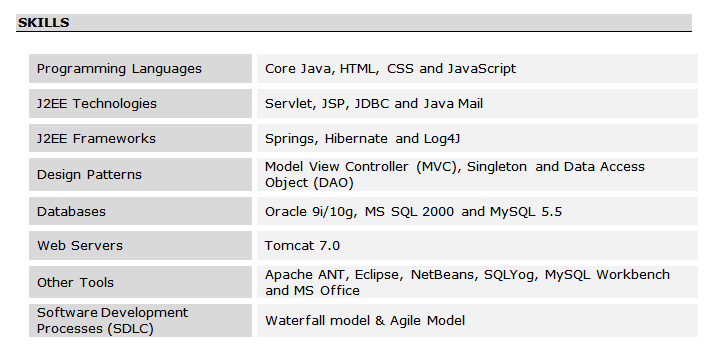 SKILLS
Programming Languages Core Java, HTML, CSS and JavaScript
J2EE Technologies Servlet, JSP, JDBC and Java Mail
J2EE Frameworks Springs, Hibernate and Log4J
Design Patterns
Model View Controller (MVC), Singleton and Data Access
Object (DAO)
Databases Oracle 9i/10g, MS SQL 2000 and MySQL 5.5
Web Servers Tomcat 7.0
Other Tools
Apache ANT, Eclipse, NetBeans, SQLYog, MySQL Workbench
and MS Office
Software Development
Processes (SDLC)
Waterfall model & Agile Model